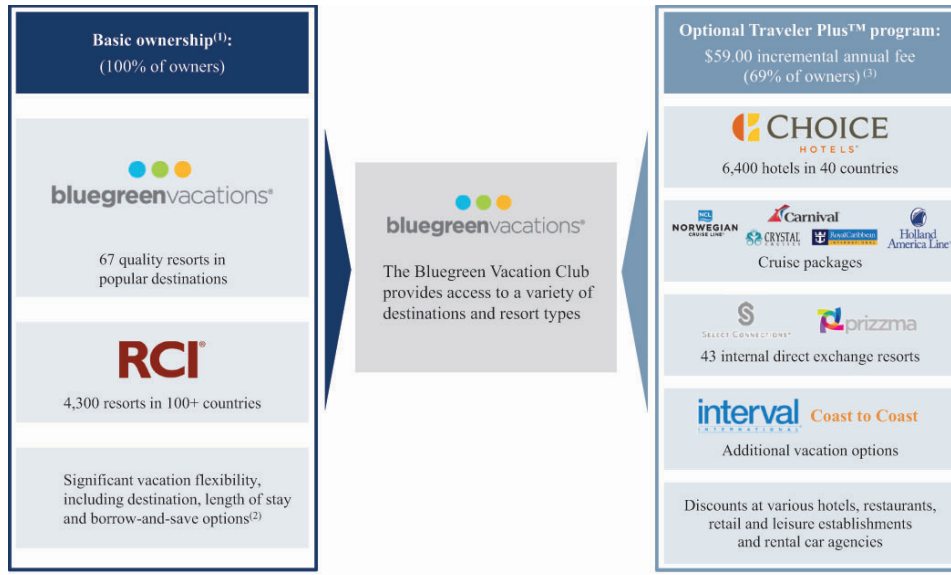 Basic ownership(1):
(100% of owners)
bluegreenvacations®
67 quality resorts in
popular destinations
RCI®
4,300 resorts in 100+ countries
Significant vacation flexibility,
including destination, length of stay
and borrow-and-save options(2)
bluegreenvacations®
The Bluegreen Vacation Club
provides access to a variety of
destinations and resort types
Optional Traveler Plus™ program:
$59.00 incremental annual fee
(69% of owners) (3)
CHOICE
HOTELS™
6,400 hotels in 40 countries
NCL
NORWEGIAN
CRUISE LINE®
Carnival
CRYSTAL
CRUISES
RoyalCaribbean
INTERNATIONAL
Holland
America Line®
Cruise packages
SELECT CONNECTIONS®
prizzma
43 internal direct exchange resorts
interval
INTERNATIONAL
Coast to Coast
Additional vacation options
Discounts at various hotels, restaurants,
retail and leisure establishments
and rental car agencies